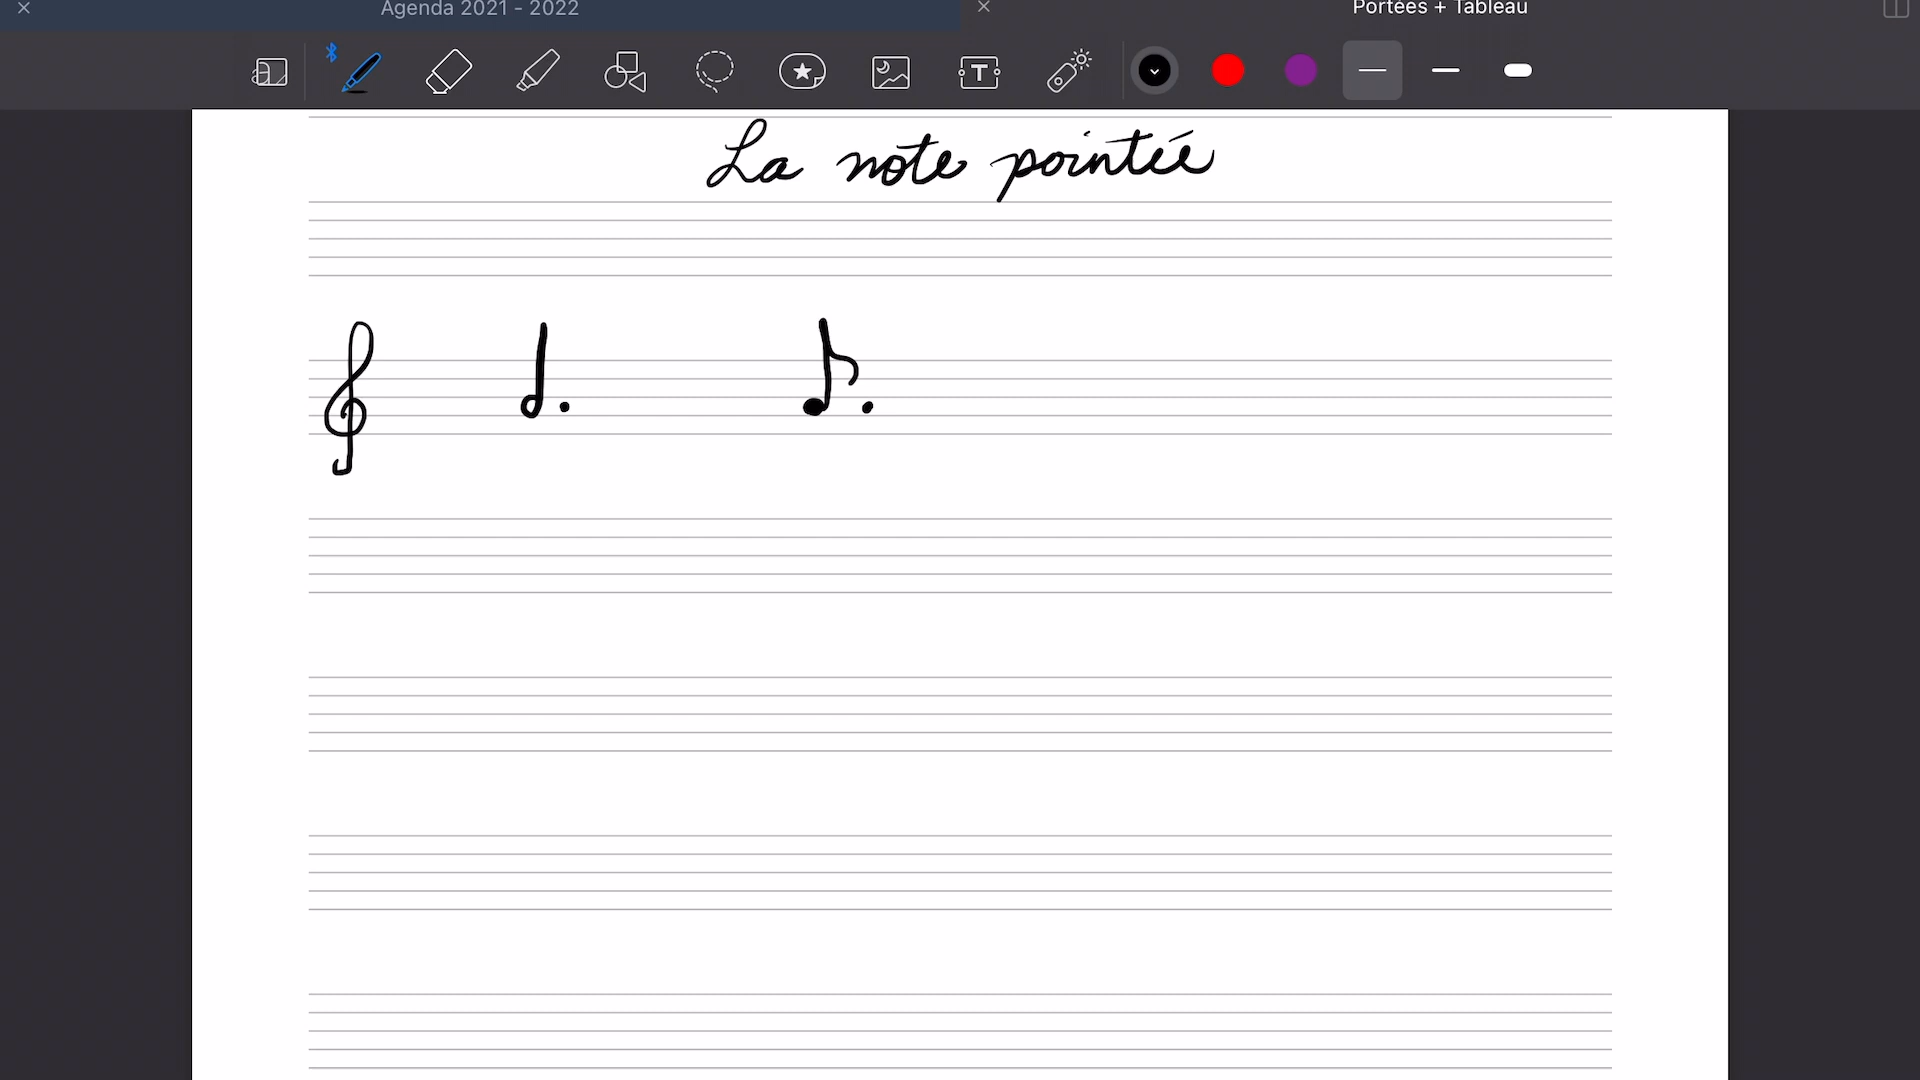 Agenda 2021 - 2022
Portées + Tableau
La note pointée